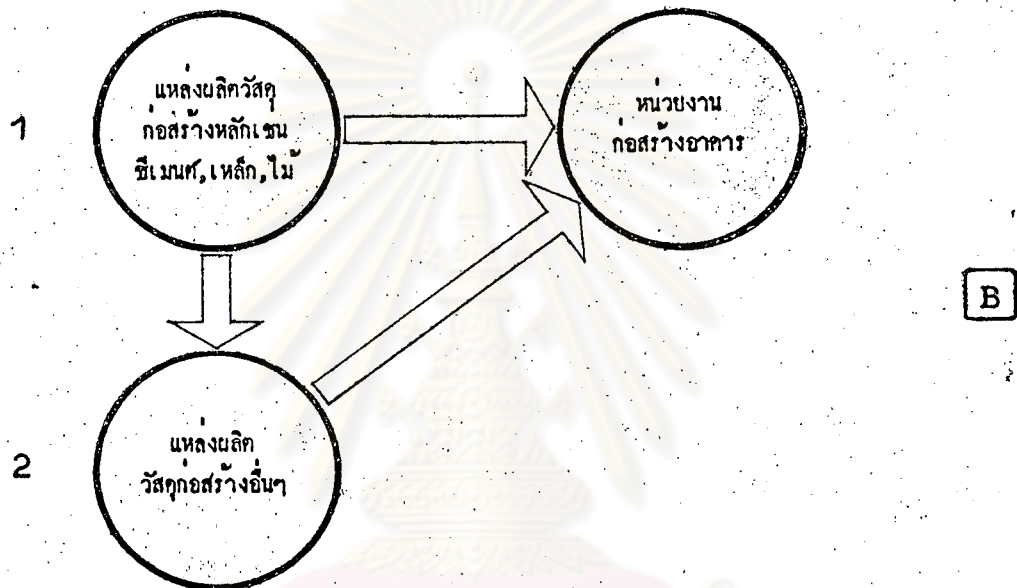 1
แหล่งผลิตวัสดุ
ก่อสร้างหลักเชน
ซีเมนต์,เหล็ก,ไม้
หน่วยงาน
ก่อสร้างอาคาร
B
2
แหล่งผลิต
วัสดุก่อสร้างอื่นๆ